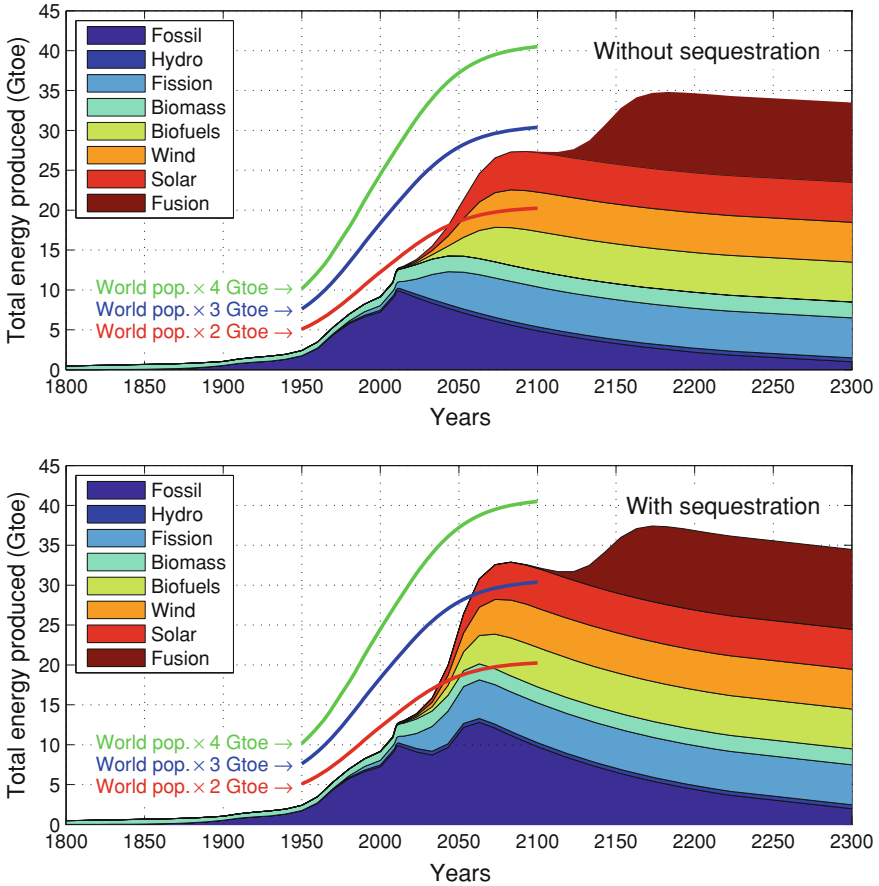 Total energy produced (Gtoe)
45
40
35
30
25
20
15
10
5
0
Fossil
Hydro
Fission
Biomass
Biofuels
Wind
Solar
Fusion
Without sequestration
World pop. × 4 Gtoe →
World pop. × 3 Gtoe →
World pop. × 2 Gtoe →
1800 1850 1900 1950 2000 2050 2100 2150 2200 2250 2300
Years
Total energy produced (Gtoe)
45
40
35
30
25
20
15
10
5
0
Fossil
Hydro
Fission
Biomass
Biofuels
Wind
Solar
Fusion
With sequestration
World pop. × 4 Gtoe →
World pop. × 3 Gtoe →
World pop. × 2 Gtoe →
1800 1850 1900 1950 2000 2050 2100 2150 2200 2250 2300
Years